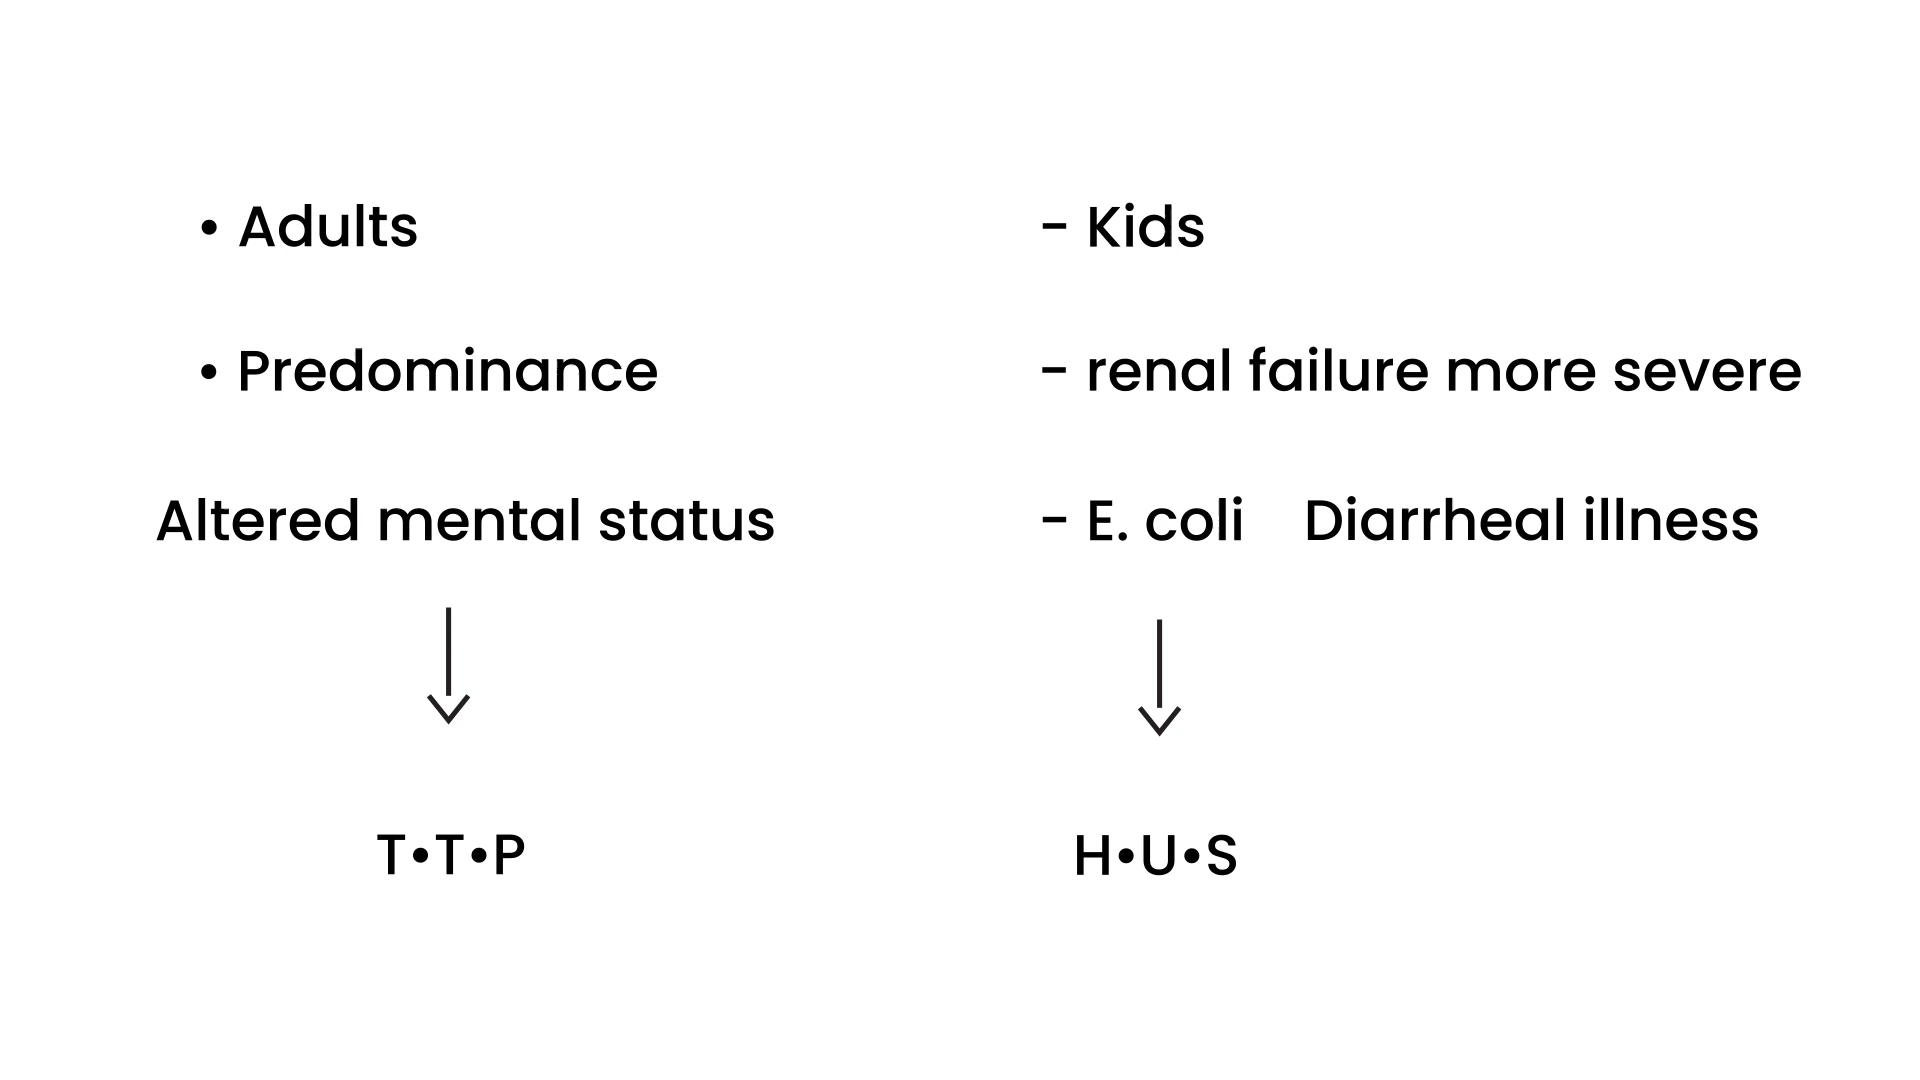 • Adults
• Predominance
Altered mental status
T•T•P
- Kids
- renal failure more severe
- E. coli Diarrheal illness
H•U•S